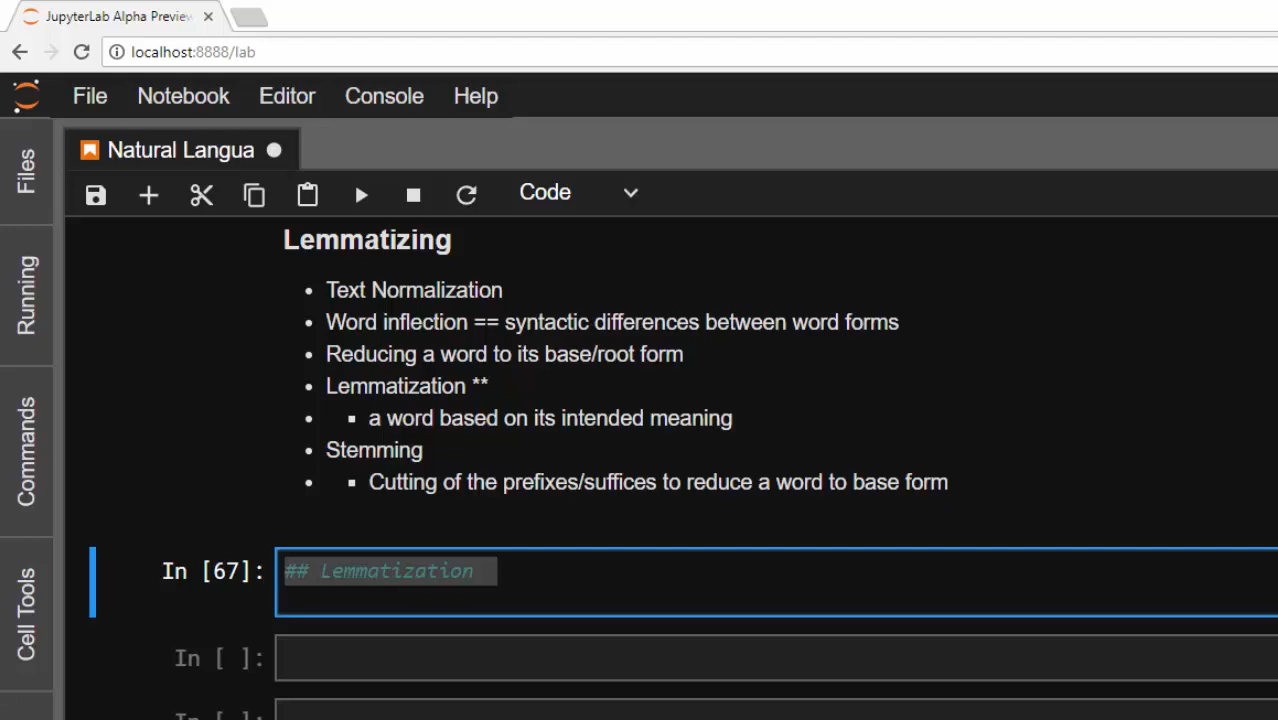 JupyterLab Alpha Preview
localhost:8888/lab
File Notebook Editor Console Help
Natural Langua
Code
Files
Running
Commands
Cell Tools
Lemmatizing
• Text Normalization
• Word inflection == syntactic differences between word forms
• Reducing a word to its base/root form
• Lemmatization **
• ▪ a word based on its intended meaning
• Stemming
• ▪ Cutting of the prefixes/suffices to reduce a word to base form
In [67]: ## Lemmatization
In [ ]:
In [ ]: